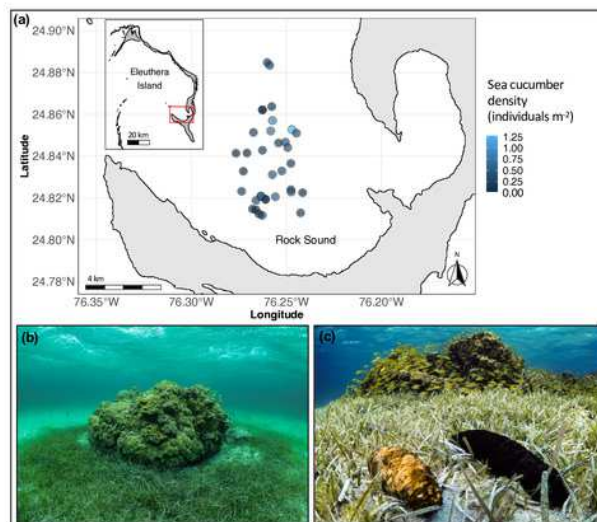 (a)
24.90°N
24.88°N
24.86°N
24.84°N
24.82°N
24.80°N
24.78°N
Latitude
Eleuthera
Island
20 km
Rock Sound
4 km
N
76.35°W
76.30°W
76.25°W
76.20°W
Longitude
Sea cucumber
density
(individuals m⁻²)
1.25
1.00
0.75
0.50
0.25
0.00
(b)
(c)